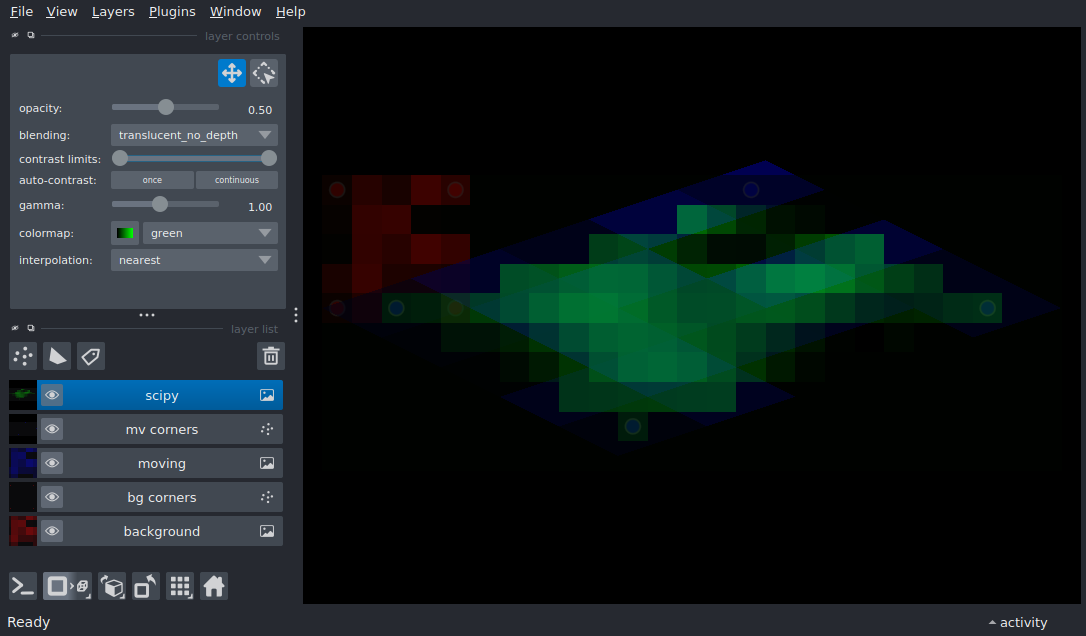 File View Layers Plugins Window Help
layer controls
opacity: 0.50
blending: translucent_no_depth
contrast limits:
auto-contrast: once continuous
gamma: 1.00
colormap: green
interpolation: nearest
layer list
scipy
mv corners
moving
bg corners
background
Ready activity